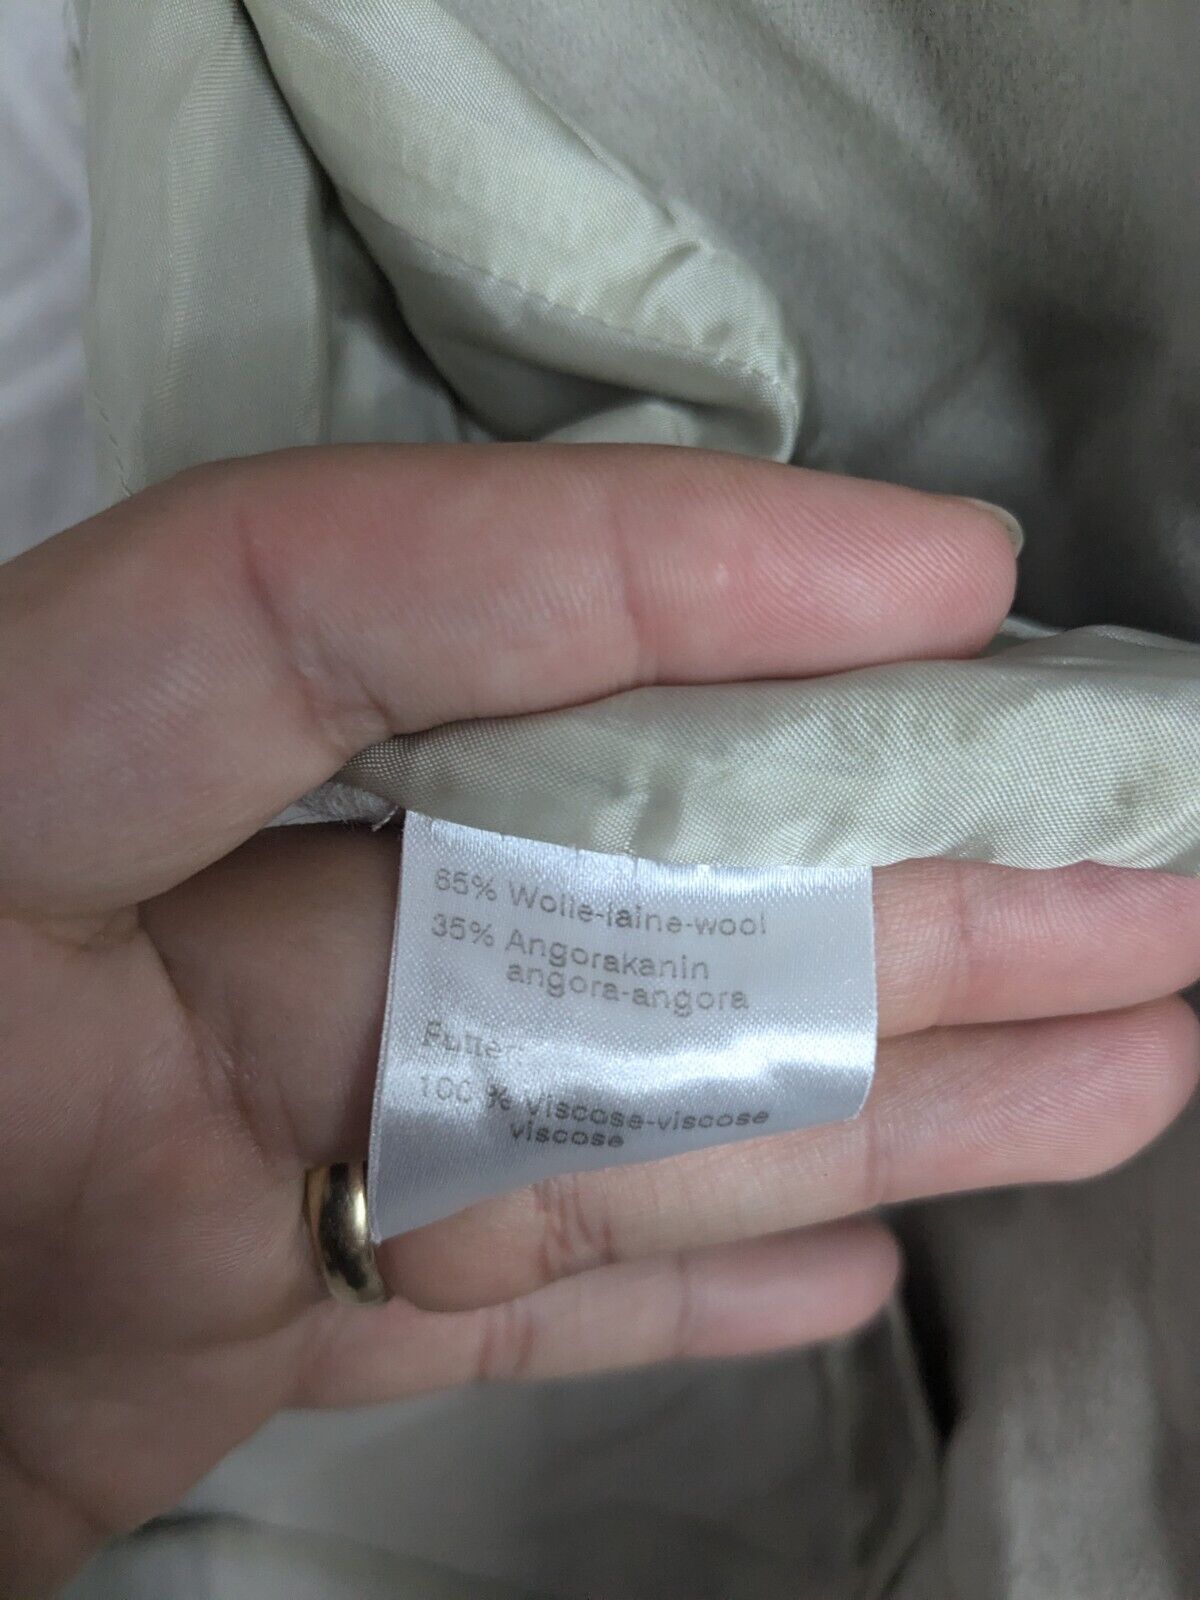 65% Wolle-laine-wool
35% Angorakanin
angora-angora
Futter:
100 % Viscose-viscose
viscose